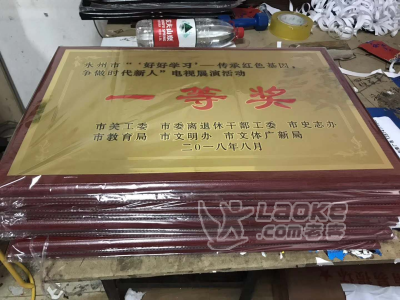 永州市"'好好学习'—传承红色基因,
争做时代新人"电视展演活动
一等奖
市关工委 市委离退休干部工委 市史志办
市教育局 市文明办 市文体广新局
二〇一八年八月
Laoke
.com老客